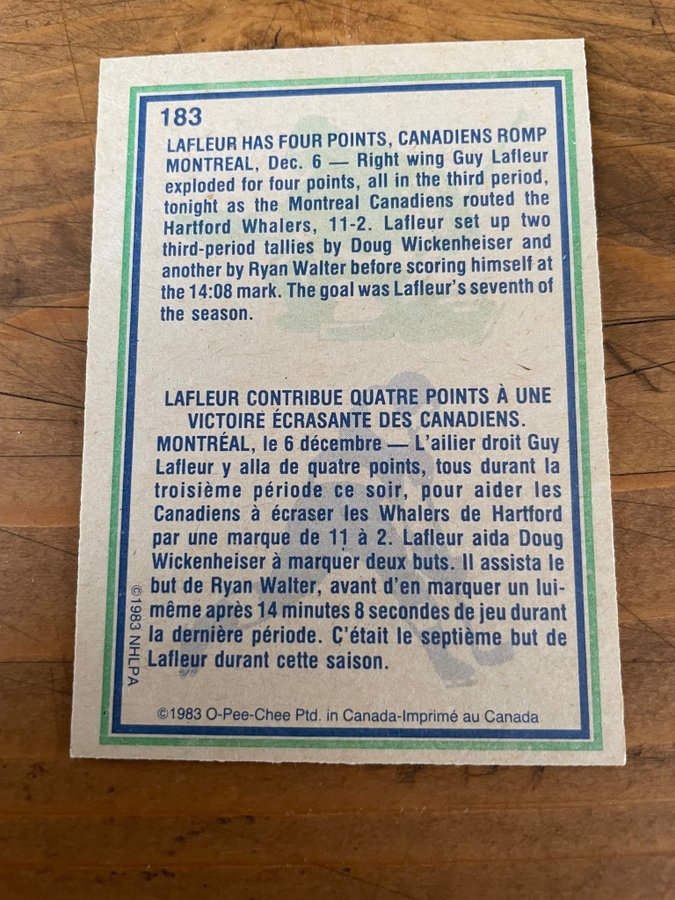 183
LAFLEUR HAS FOUR POINTS, CANADIENS ROMP
MONTREAL, Dec. 6 — Right wing Guy Lafleur
exploded for four points, all in the third period,
tonight as the Montreal Canadiens routed the
Hartford Whalers, 11-2. Lafleur set up two
third-period tallies by Doug Wickenheiser and
another by Ryan Walter before scoring himself at
the 14:08 mark. The goal was Lafleur's seventh of
the season.
LAFLEUR CONTRIBUE QUATRE POINTS À UNE
VICTOIRE ÉCRASANTE DES CANADIENS.
MONTRÉAL, le 6 décembre — L'ailier droit Guy
Lafleur y alla de quatre points, tous durant la
troisième période ce soir, pour aider les
Canadiens à écraser les Whalers de Hartford
par une marque de 11 à 2. Lafleur aida Doug
Wickenheiser à marquer deux buts. Il assista le
but de Ryan Walter, avant d'en marquer un lui-
même après 14 minutes 8 secondes de jeu durant
la dernière période. C'était le septième but de
Lafleur durant cette saison.
©1983 NHLPA
©1983 O-Pee-Chee Ptd. in Canada-Imprimé au Canada